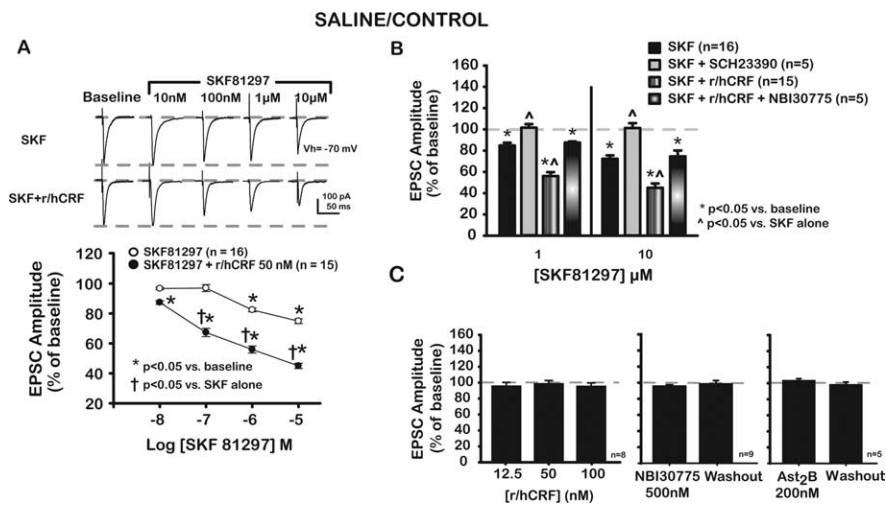 SALINE/CONTROL
A
SKF81297
Baseline 10nM 100nM 1µM 10µM
SKF
Vh= -70 mV
SKF+r/hCRF
100 pA
50 ms
SKF81297 (n = 16)
SKF81297 + r/hCRF 50 nM (n = 15)
EPSC Amplitude
(% of baseline)
100
80
60
40
20
* * *
†* †* †*
* p<0.05 vs. baseline
† p<0.05 vs. SKF alone
-8 -7 -6 -5
Log [SKF 81297] M
B
SKF (n=16)
SKF + SCH23390 (n=5)
SKF + r/hCRF (n=15)
SKF + r/hCRF + NBI30775 (n=5)
EPSC Amplitude
(% of baseline)
160
140
120
100
80
60
40
20
0
* ^ *^ * * ^ *^ *
* p<0.05 vs. baseline
^ p<0.05 vs. SKF alone
1 10
[SKF81297] µM
C
EPSC Amplitude
(% of baseline)
160
140
120
100
80
60
40
20
0
n=8 n=9 n=5
12.5 50 100
[r/hCRF] (nM)
NBI30775 Washout
500nM
Ast2B Washout
200nM